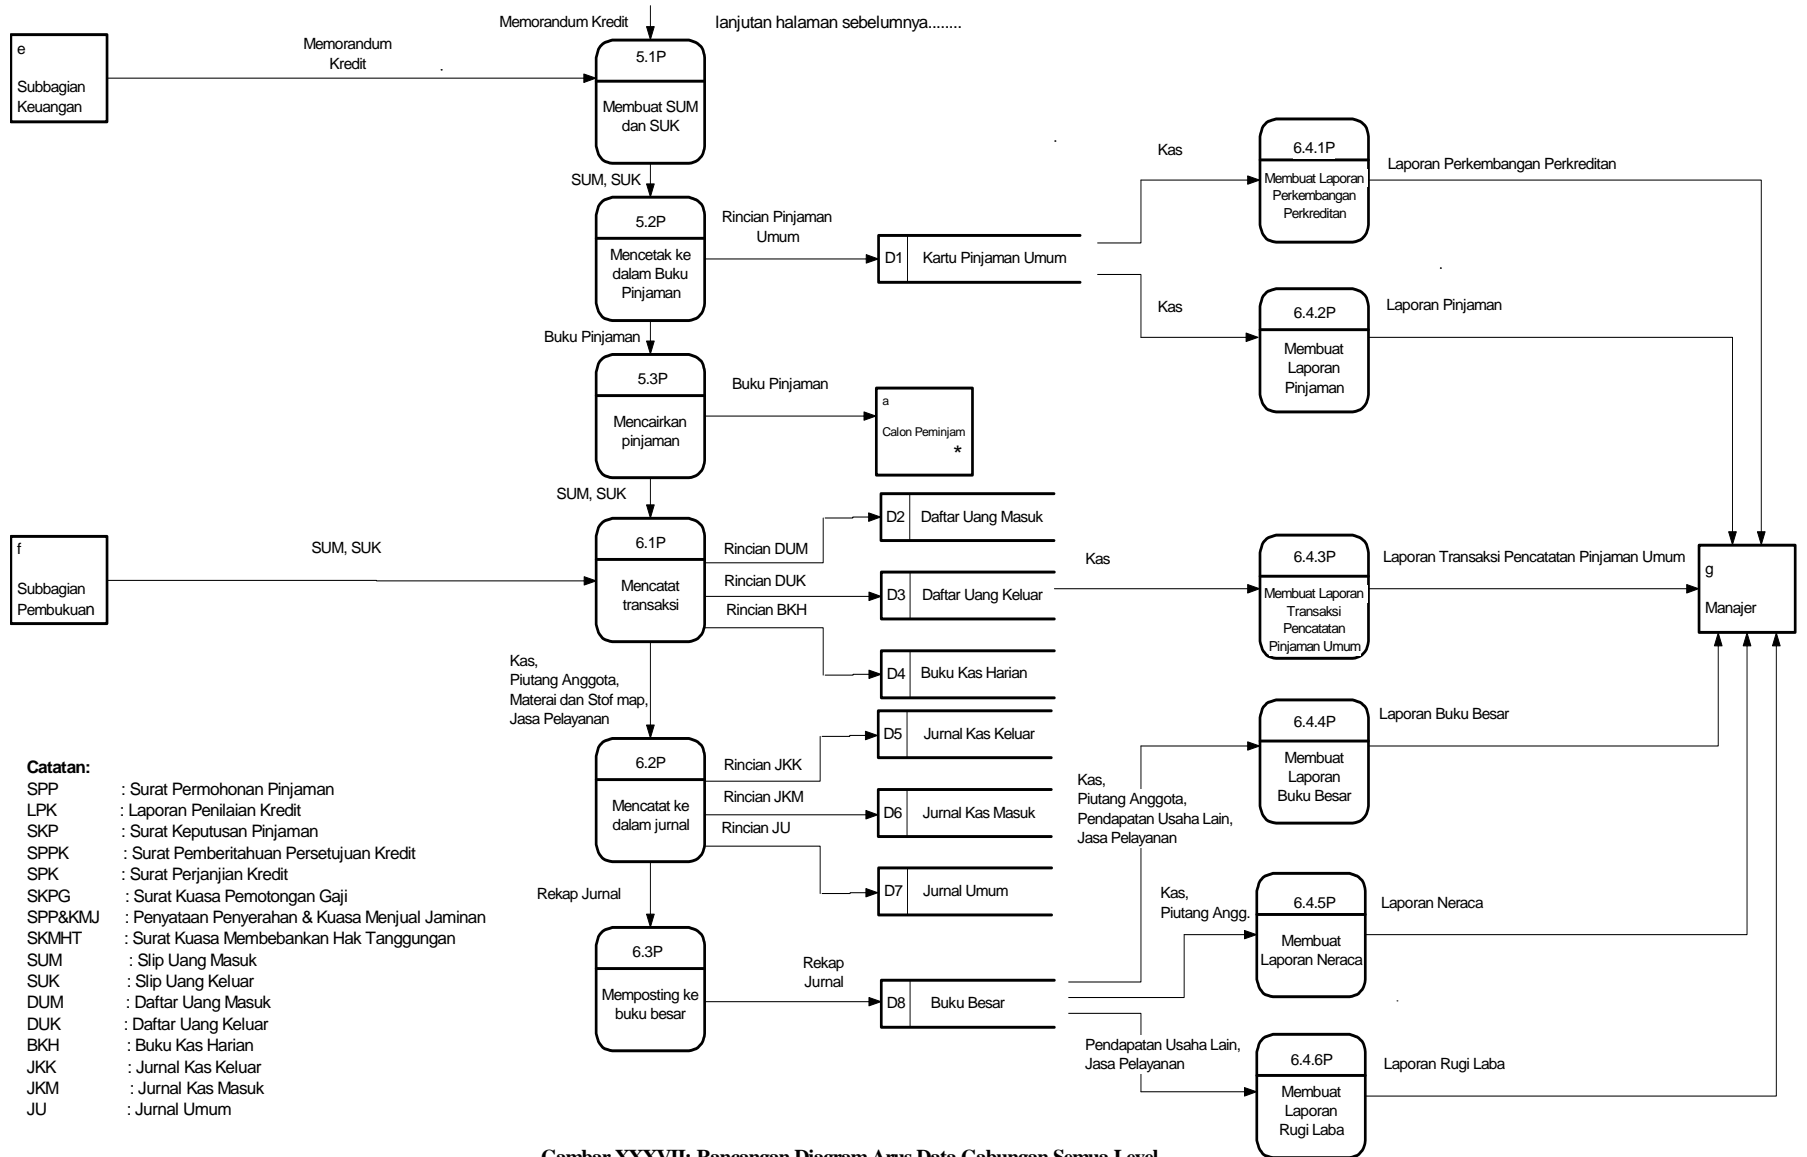 Memorandum Kredit
lanjutan halaman sebelumnya........
e
Subbagian
Keuangan
Memorandum
Kredit
5.1P
Membuat SUM
dan SUK
SUM, SUK
5.2P
Mencetak ke
dalam Buku
Pinjaman
Rincian Pinjaman
Umum
D1
Kartu Pinjaman Umum
Kas
6.4.1P
Membuat Laporan
Perkembangan
Perkreditan
Laporan Perkembangan Perkreditan
Kas
6.4.2P
Membuat
Laporan
Pinjaman
Laporan Pinjaman
Buku Pinjaman
5.3P
Mencairkan
pinjaman
Buku Pinjaman
a
Calon Peminjam
*
SUM, SUK
f
Subbagian
Pembukuan
SUM, SUK
6.1P
Mencatat
transaksi
Rincian DUM
Rincian DUK
Rincian BKH
D2
Daftar Uang Masuk
D3
Daftar Uang Keluar
D4
Buku Kas Harian
Kas
6.4.3P
Membuat Laporan
Transaksi
Pencatatan
Pinjaman Umum
Laporan Transaksi Pencatatan Pinjaman Umum
g
Manajer
Kas,
Piutang Anggota,
Materai dan Stof map,
Jasa Pelayanan
6.2P
Mencatat ke
dalam jurnal
Rincian JKK
Rincian JKM
Rincian JU
D5
Jurnal Kas Keluar
D6
Jurnal Kas Masuk
D7
Jurnal Umum
Kas,
Piutang Anggota,
Pendapatan Usaha Lain,
Jasa Pelayanan
6.4.4P
Membuat
Laporan
Buku Besar
Laporan Buku Besar
Rekap Jurnal
6.3P
Memposting ke
buku besar
Rekap
Jurnal
D8
Buku Besar
Kas,
Piutang Angg.
6.4.5P
Membuat
Laporan Neraca
Laporan Neraca
Pendapatan Usaha Lain,
Jasa Pelayanan
6.4.6P
Membuat
Laporan
Rugi Laba
Laporan Rugi Laba
Catatan:
SPP : Surat Permohonan Pinjaman
LPK : Laporan Penilaian Kredit
SKP : Surat Keputusan Pinjaman
SPPK : Surat Pemberitahuan Persetujuan Kredit
SPK : Surat Perjanjian Kredit
SKPG : Surat Kuasa Pemotongan Gaji
SPP&KMJ : Penyataan Penyerahan & Kuasa Menjual Jaminan
SKMHT : Surat Kuasa Membebankan Hak Tanggungan
SUM : Slip Uang Masuk
SUK : Slip Uang Keluar
DUM : Daftar Uang Masuk
DUK : Daftar Uang Keluar
BKH : Buku Kas Harian
JKK : Jurnal Kas Keluar
JKM : Jurnal Kas Masuk
JU : Jurnal Umum
Gambar XXXVII: Rancangan Diagram Arus Data Gabungan Semua Level